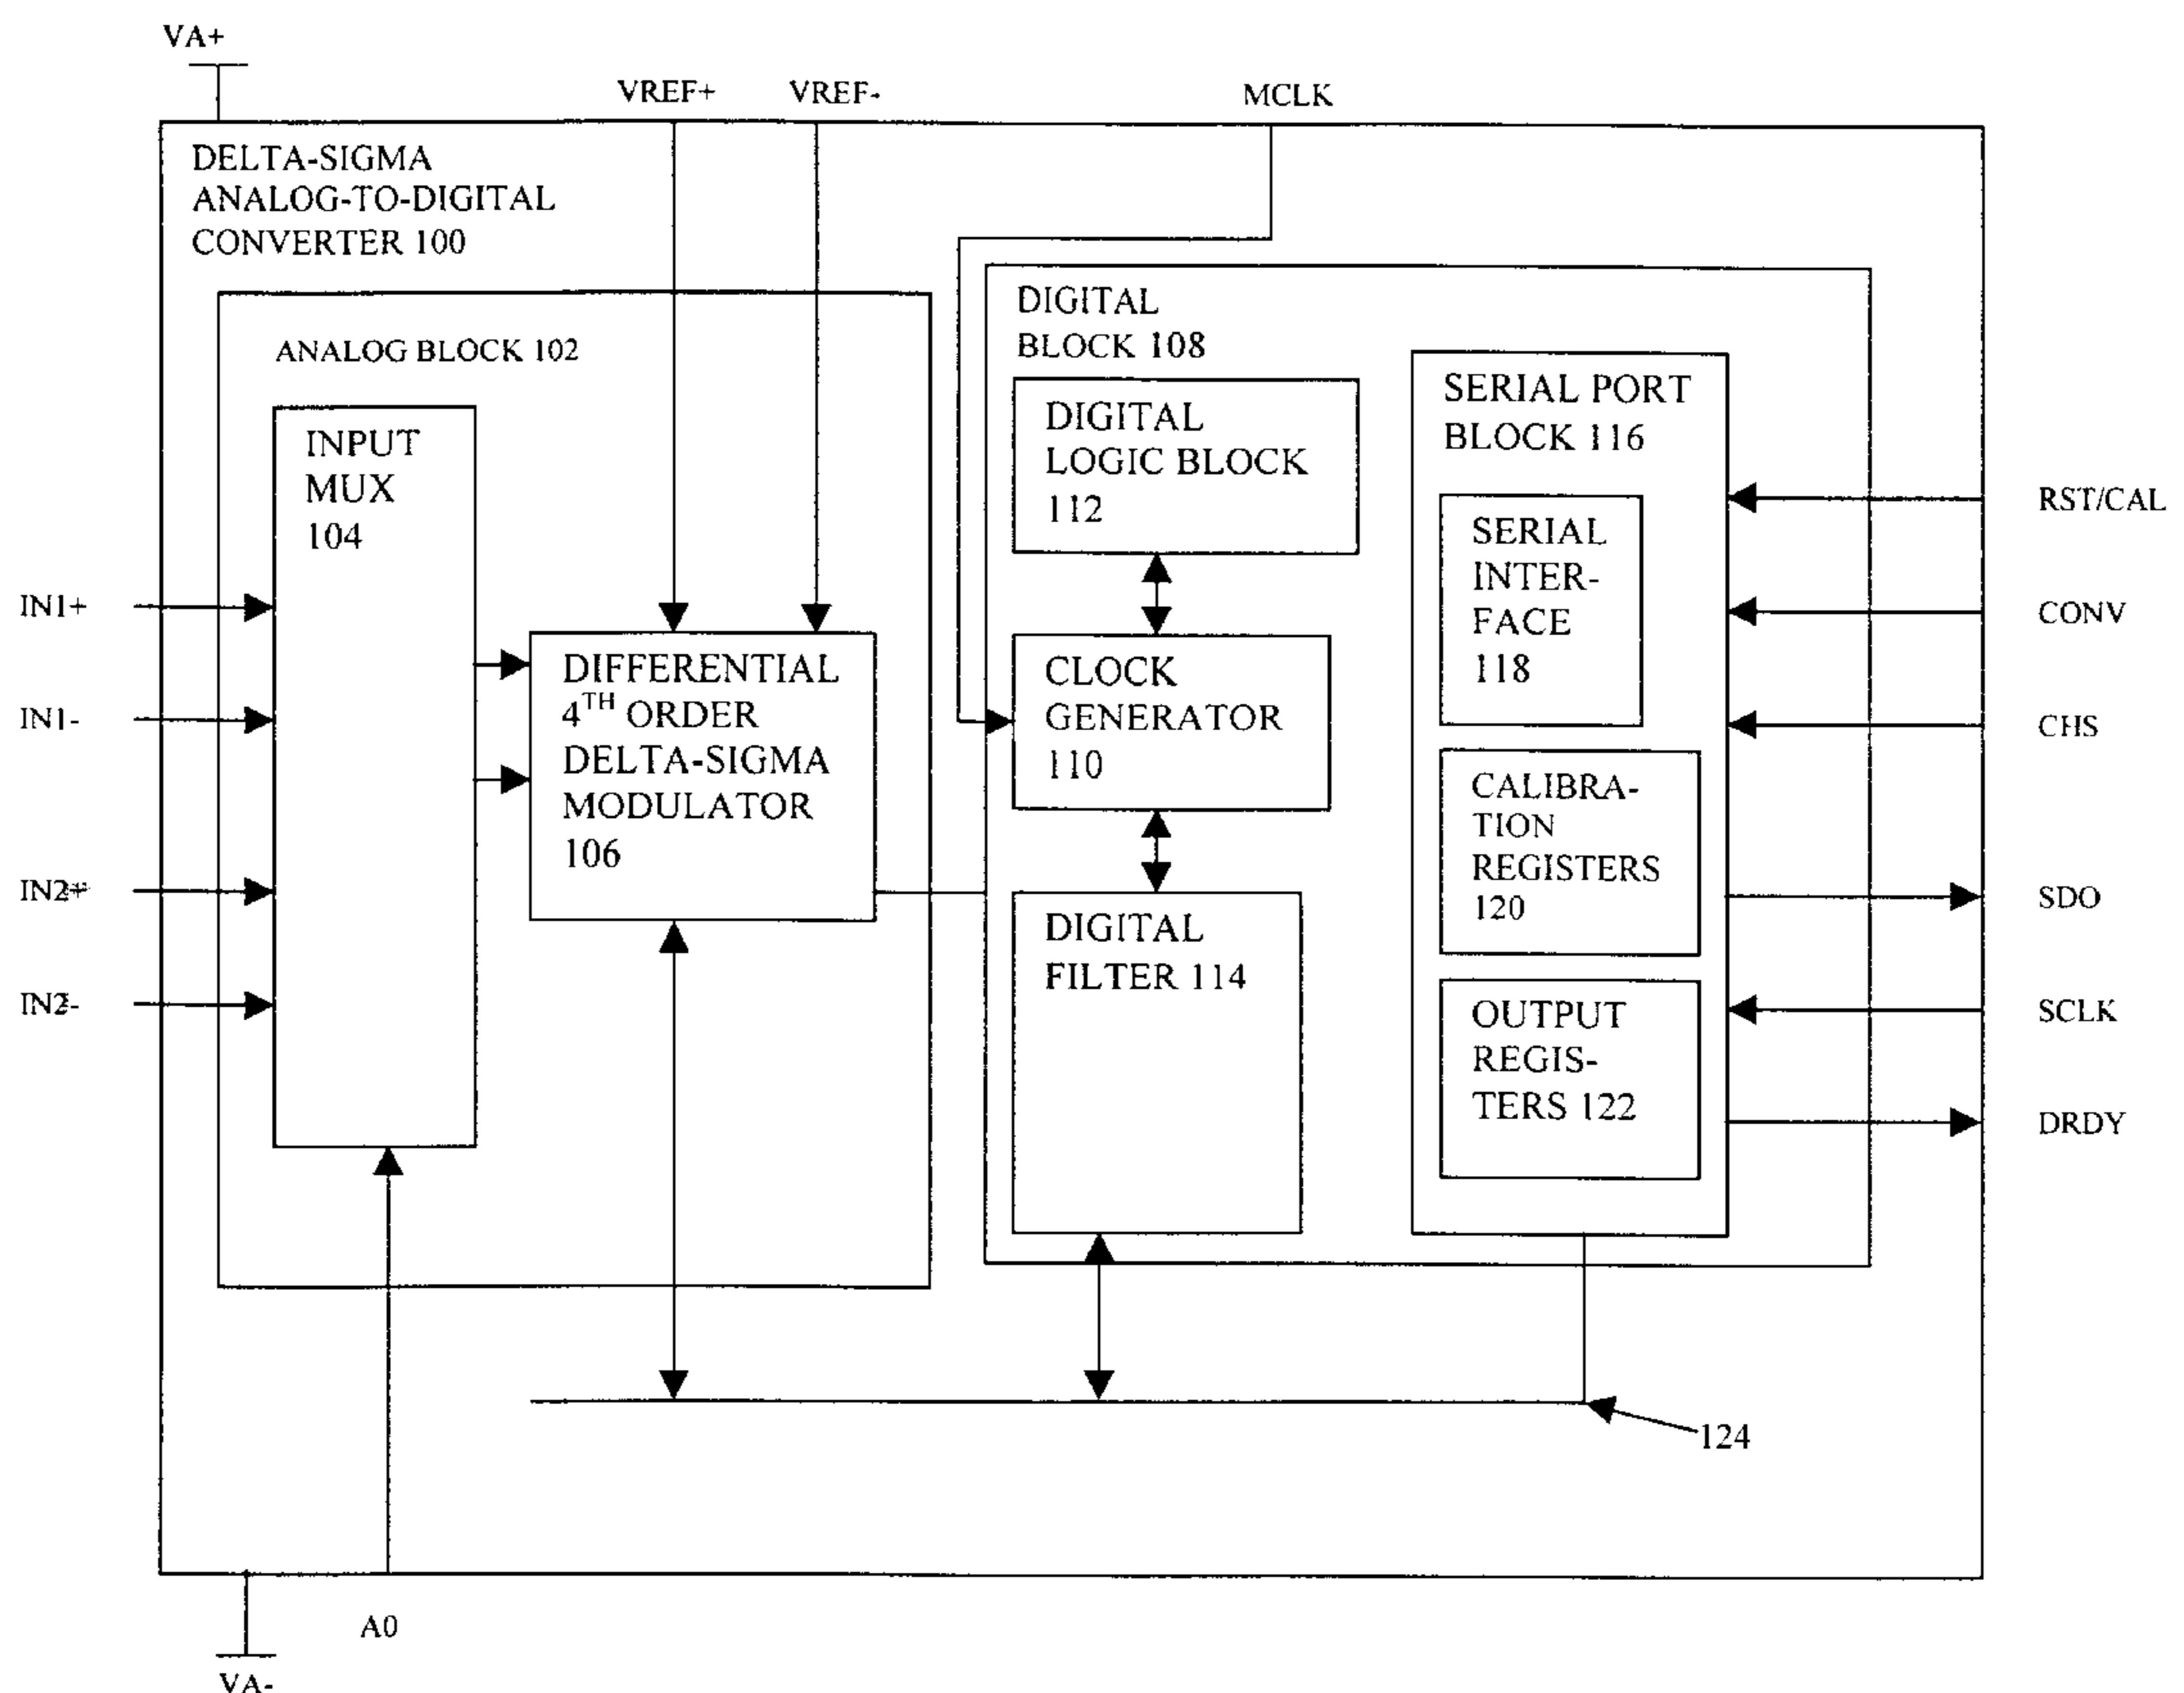 VA+
VREF+
VREF-
MCLK
DELTA-SIGMA
ANALOG-TO-DIGITAL
CONVERTER 100
ANALOG BLOCK 102
INPUT
MUX
104
DIFFERENTIAL
4TH ORDER
DELTA-SIGMA
MODULATOR
106
IN1+
IN1-
IN2+
IN2-
DIGITAL
BLOCK 108
DIGITAL
LOGIC BLOCK
112
CLOCK
GENERATOR
110
DIGITAL
FILTER 114
SERIAL PORT
BLOCK 116
SERIAL
INTER-
FACE
118
CALIBRA-
TION
REGISTERS
120
OUTPUT
REGIS-
TERS 122
RST/CAL
CONV
CHS
SDO
SCLK
DRDY
124
A0
VA-